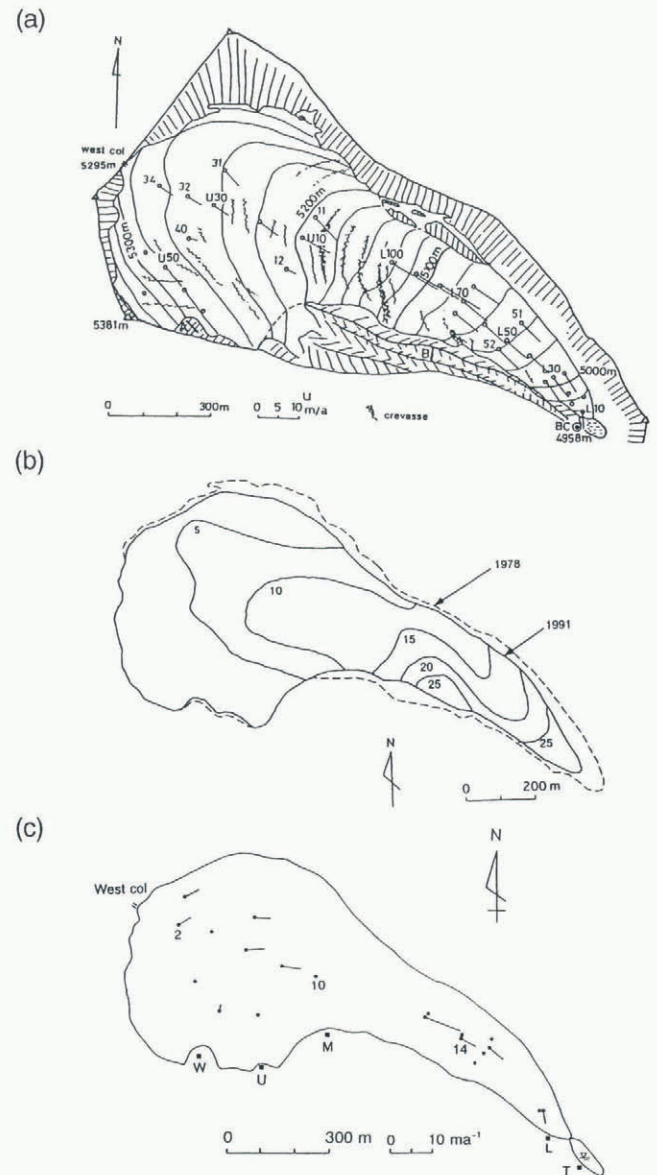 (a)
N
west col
5295m
34
32
31
U30
5200m
11
U10
5300m
40
U50
12
L100
5100m
L70
51
L50
52
BI
L30
5000m
L10
BC
4958m
5381m
0 300m
U
0 5 10 m/a
crevasse
(b)
5
10
1978
15
1991
20
25
25
N
0 200 m
(c)
N
West col
2
10
14
W
U
M
L
T
0 300 m
0 10 ma⁻¹